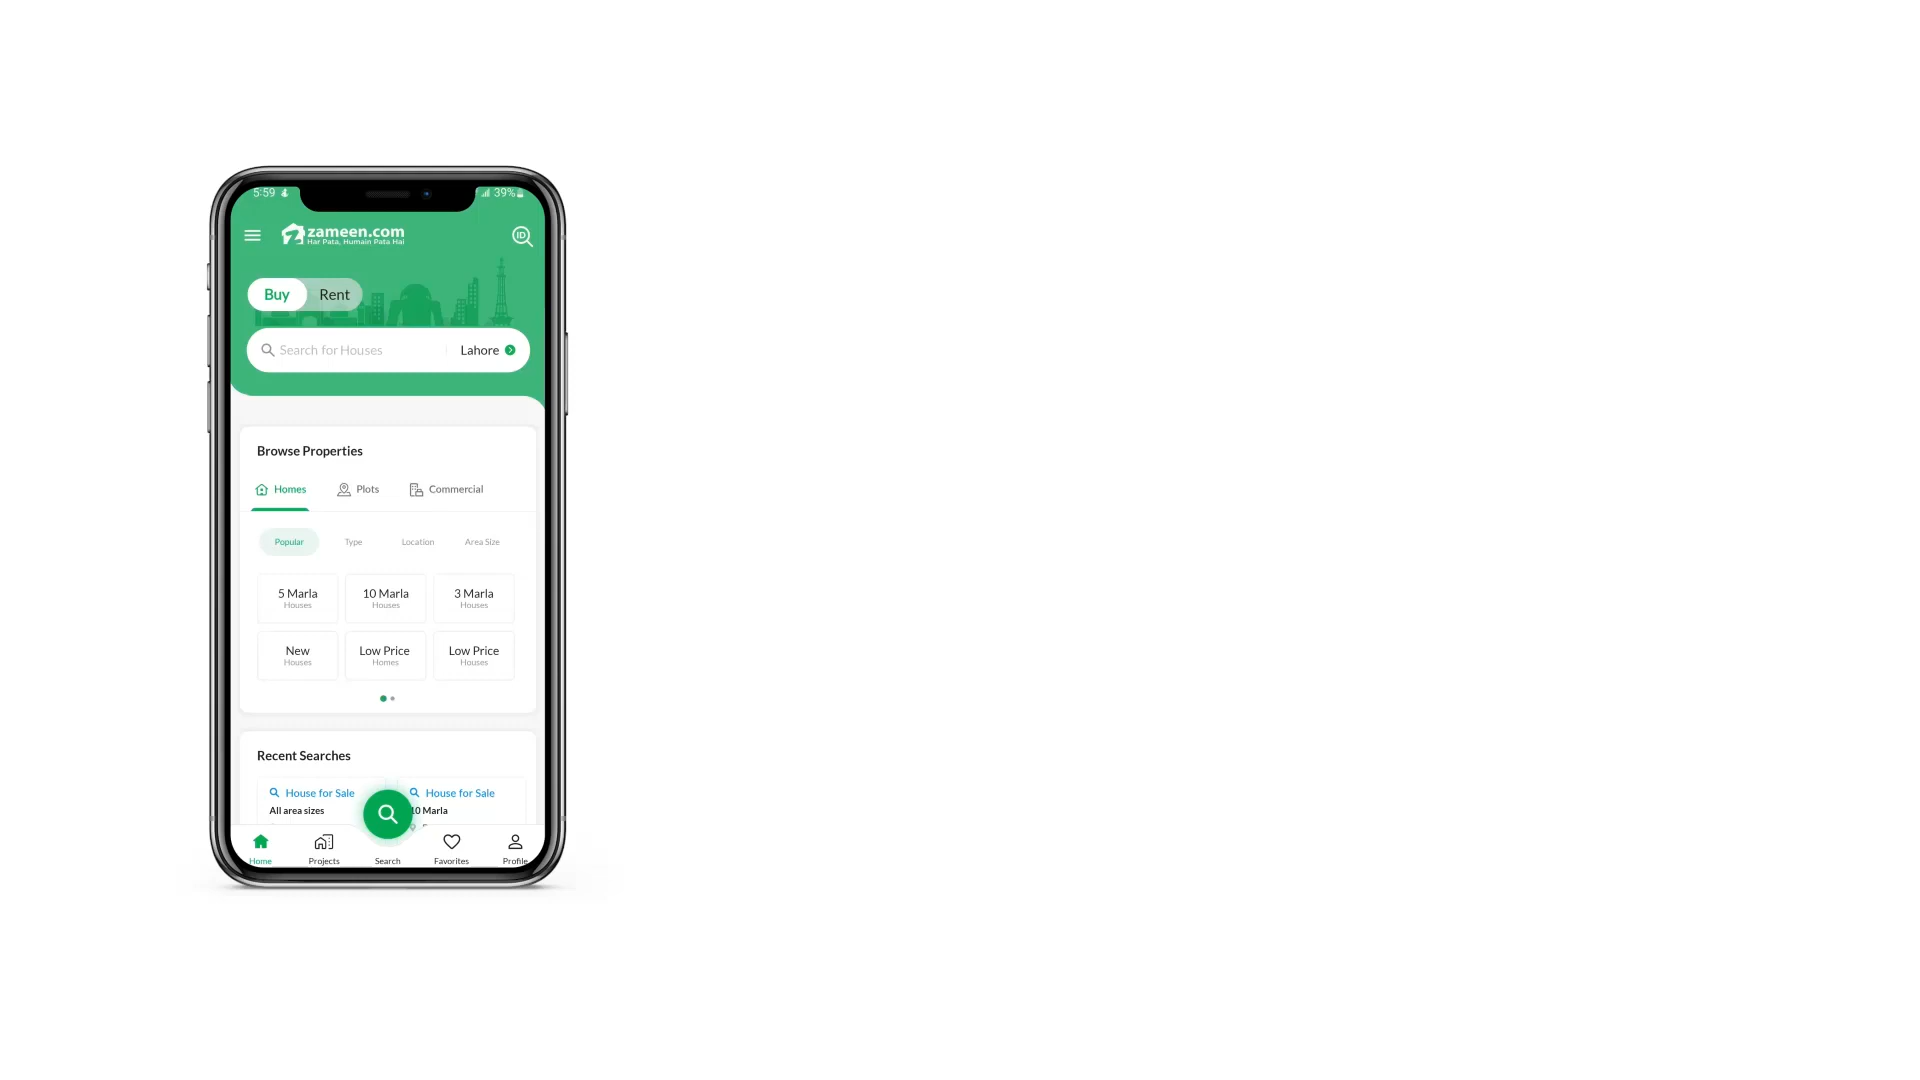 5:59
39%
zameen.com
Har Pata, Humain Pata Hai
ID
Buy Rent
Search for Houses
Lahore
Browse Properties
Homes Plots Commercial
Popular Type Location Area Size
5 Marla
Houses
10 Marla
Houses
3 Marla
Houses
New
Houses
Low Price
Homes
Low Price
Houses
Recent Searches
House for Sale
All area sizes
House for Sale
10 Marla
Home Projects Search Favorites Profile